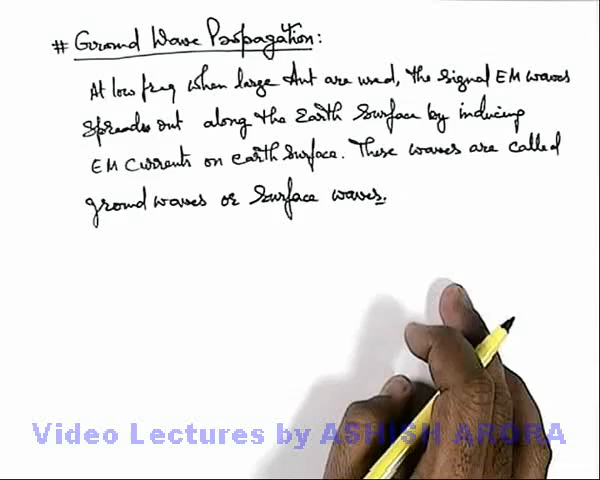 # Ground Wave Propagation:
At low freq when large Ant are used, the signal EM waves
spreads out along the Earth Surface by inducing
EM Currents on earth surface. These waves are called
ground waves or Surface waves.
Video Lectures by ASHISH ARORA